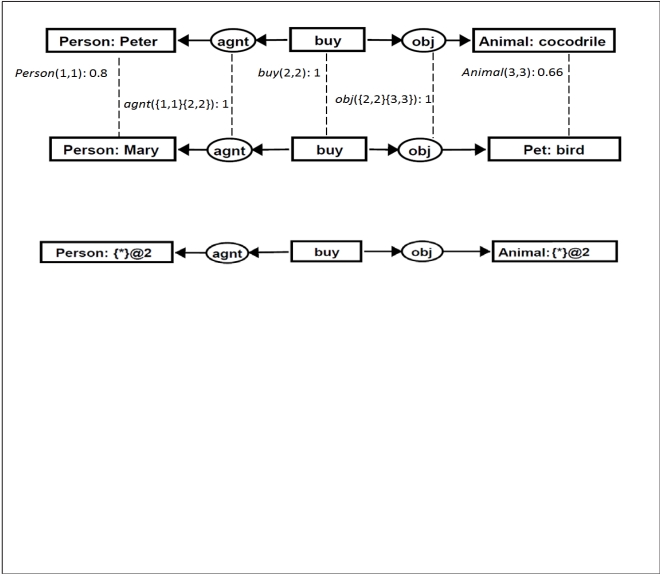 Person: Peter agnt buy obj Animal: cocodrile
Person(1,1): 0.8 buy(2,2): 1 Animal(3,3): 0.66
agnt({1,1}{2,2}): 1 obj({2,2}{3,3}): 1
Person: Mary agnt buy obj Pet: bird
Person: {*}@2 agnt buy obj Animal: {*}@2